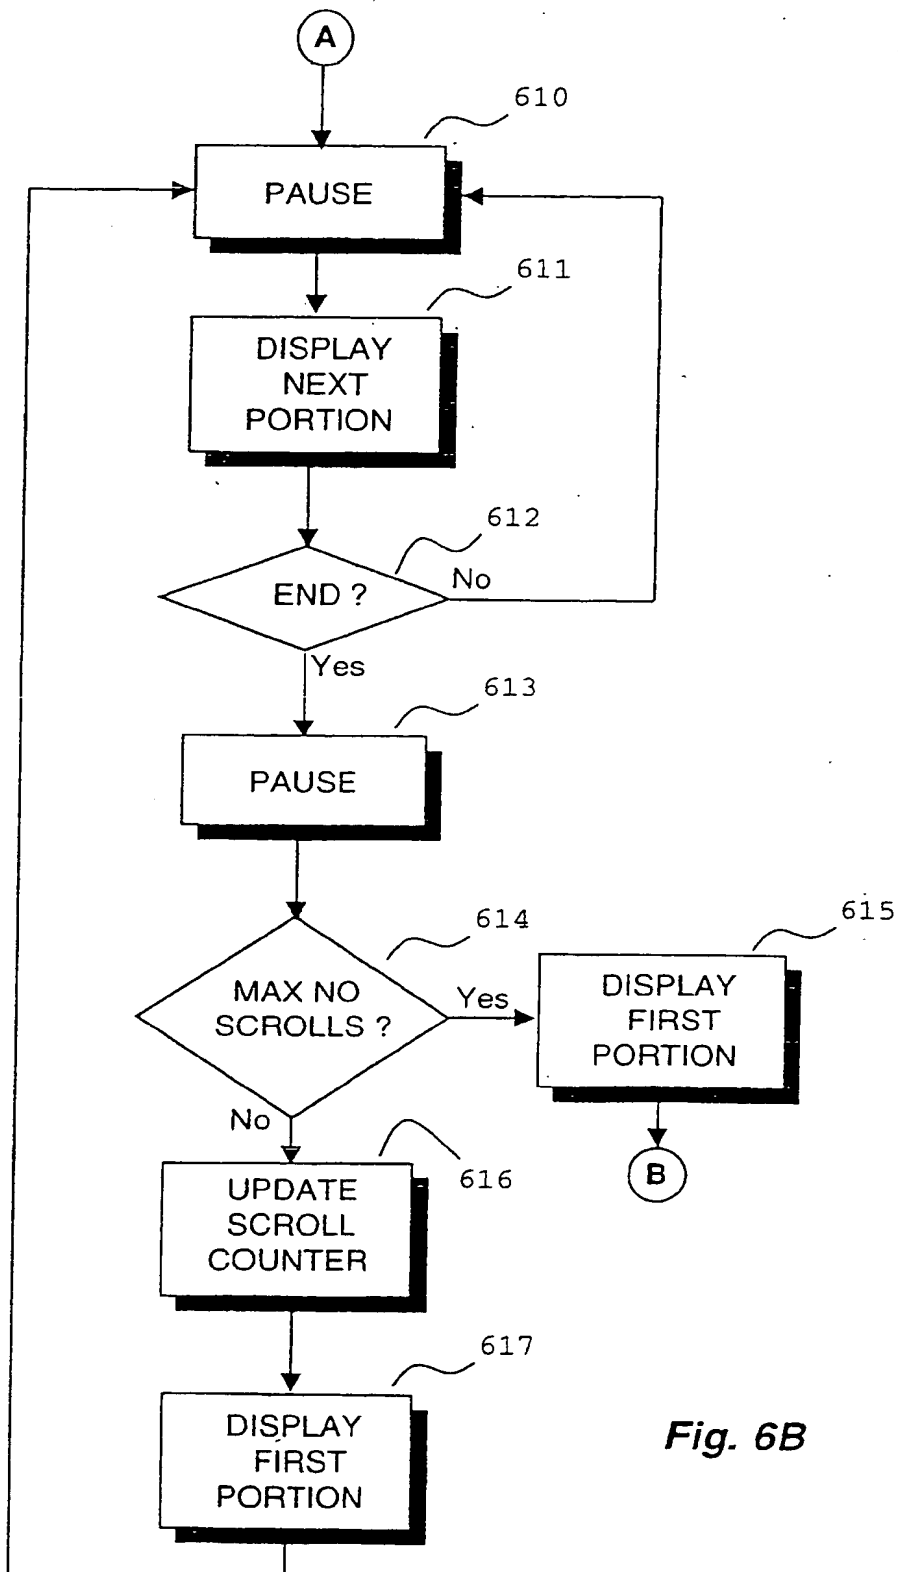 A
610
PAUSE
611
DISPLAY
NEXT
PORTION
612
END ?
No
Yes
613
PAUSE
614
615
MAX NO
SCROLLS ?
Yes
DISPLAY
FIRST
PORTION
No
616
B
UPDATE
SCROLL
COUNTER
617
DISPLAY
FIRST
PORTION
Fig. 6B